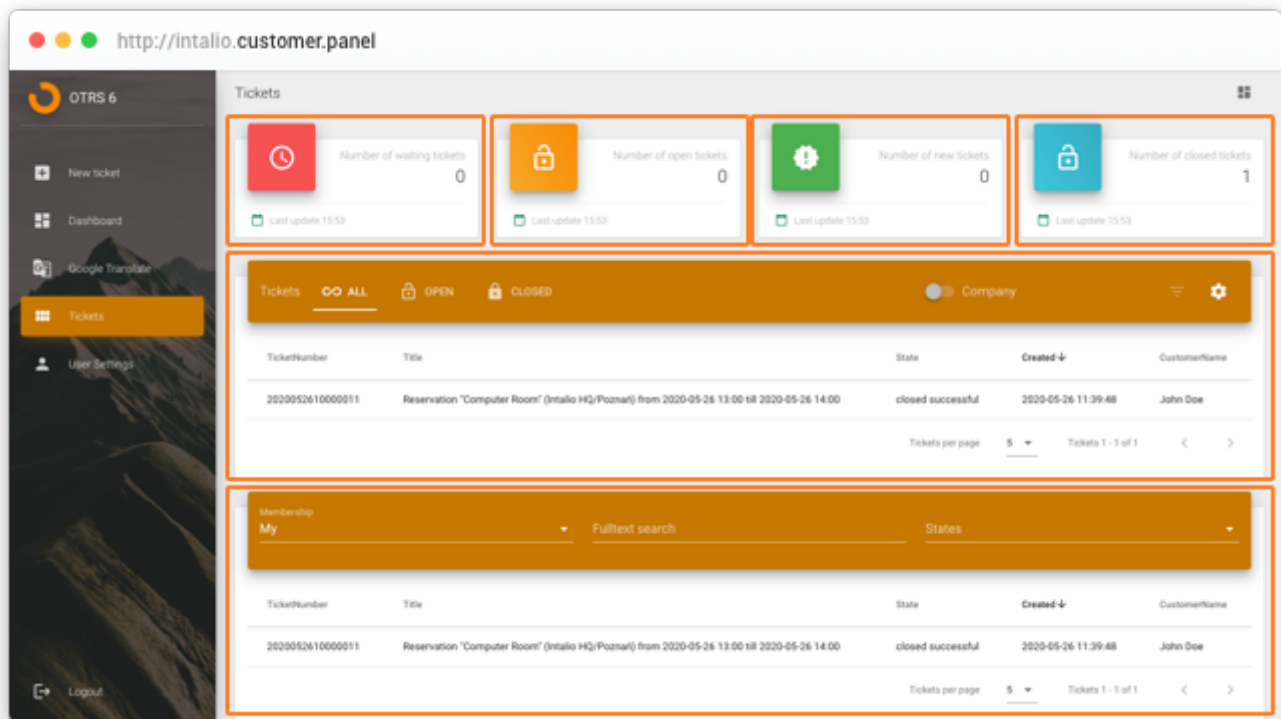 http://intalio.customer.panel
OTRS 6
New ticket
Dashboard
Google Translate
Tickets
User Settings
Logout
Tickets
Number of waiting tickets
0
Last update 15:53
Number of open tickets
0
Last update 15:53
Number of new tickets
0
Last update 15:53
Number of closed tickets
1
Last update 15:53
Tickets ALL OPEN CLOSED Company
TicketNumber Title State Created CustomerName
2020052610000011 Reservation "Computer Room" (Intalio HQ/Poznań) from 2020-05-26 13:00 till 2020-05-26 14:00 closed successful 2020-05-26 11:39:48 John Doe
Tickets per page 5 Tickets 1 - 1 of 1
Membership
My Fulltext search States
TicketNumber Title State Created CustomerName
2020052610000011 Reservation "Computer Room" (Intalio HQ/Poznań) from 2020-05-26 13:00 till 2020-05-26 14:00 closed successful 2020-05-26 11:39:48 John Doe
Tickets per page 5 Tickets 1 - 1 of 1